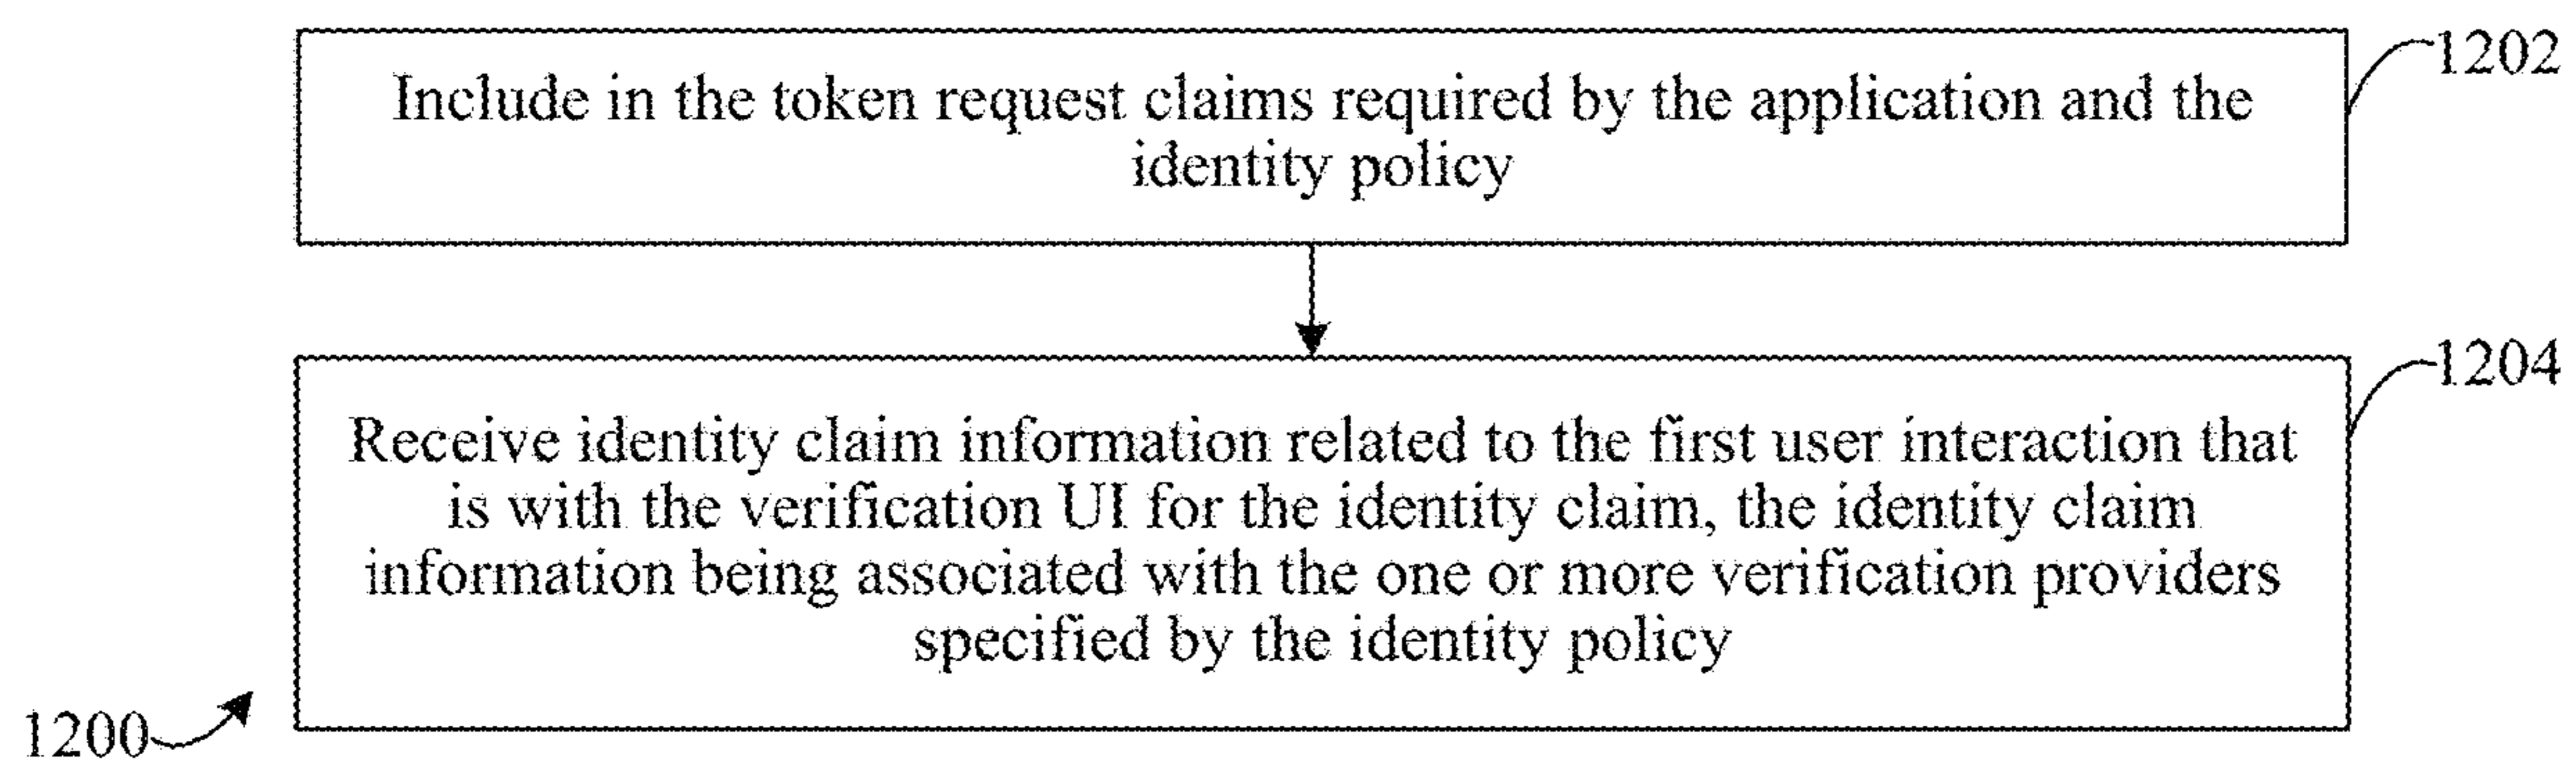 Include in the token request claims required by the application and the
identity policy
1202
Receive identity claim information related to the first user interaction that
is with the verification UI for the identity claim, the identity claim
information being associated with the one or more verification providers
specified by the identity policy
1204
1200